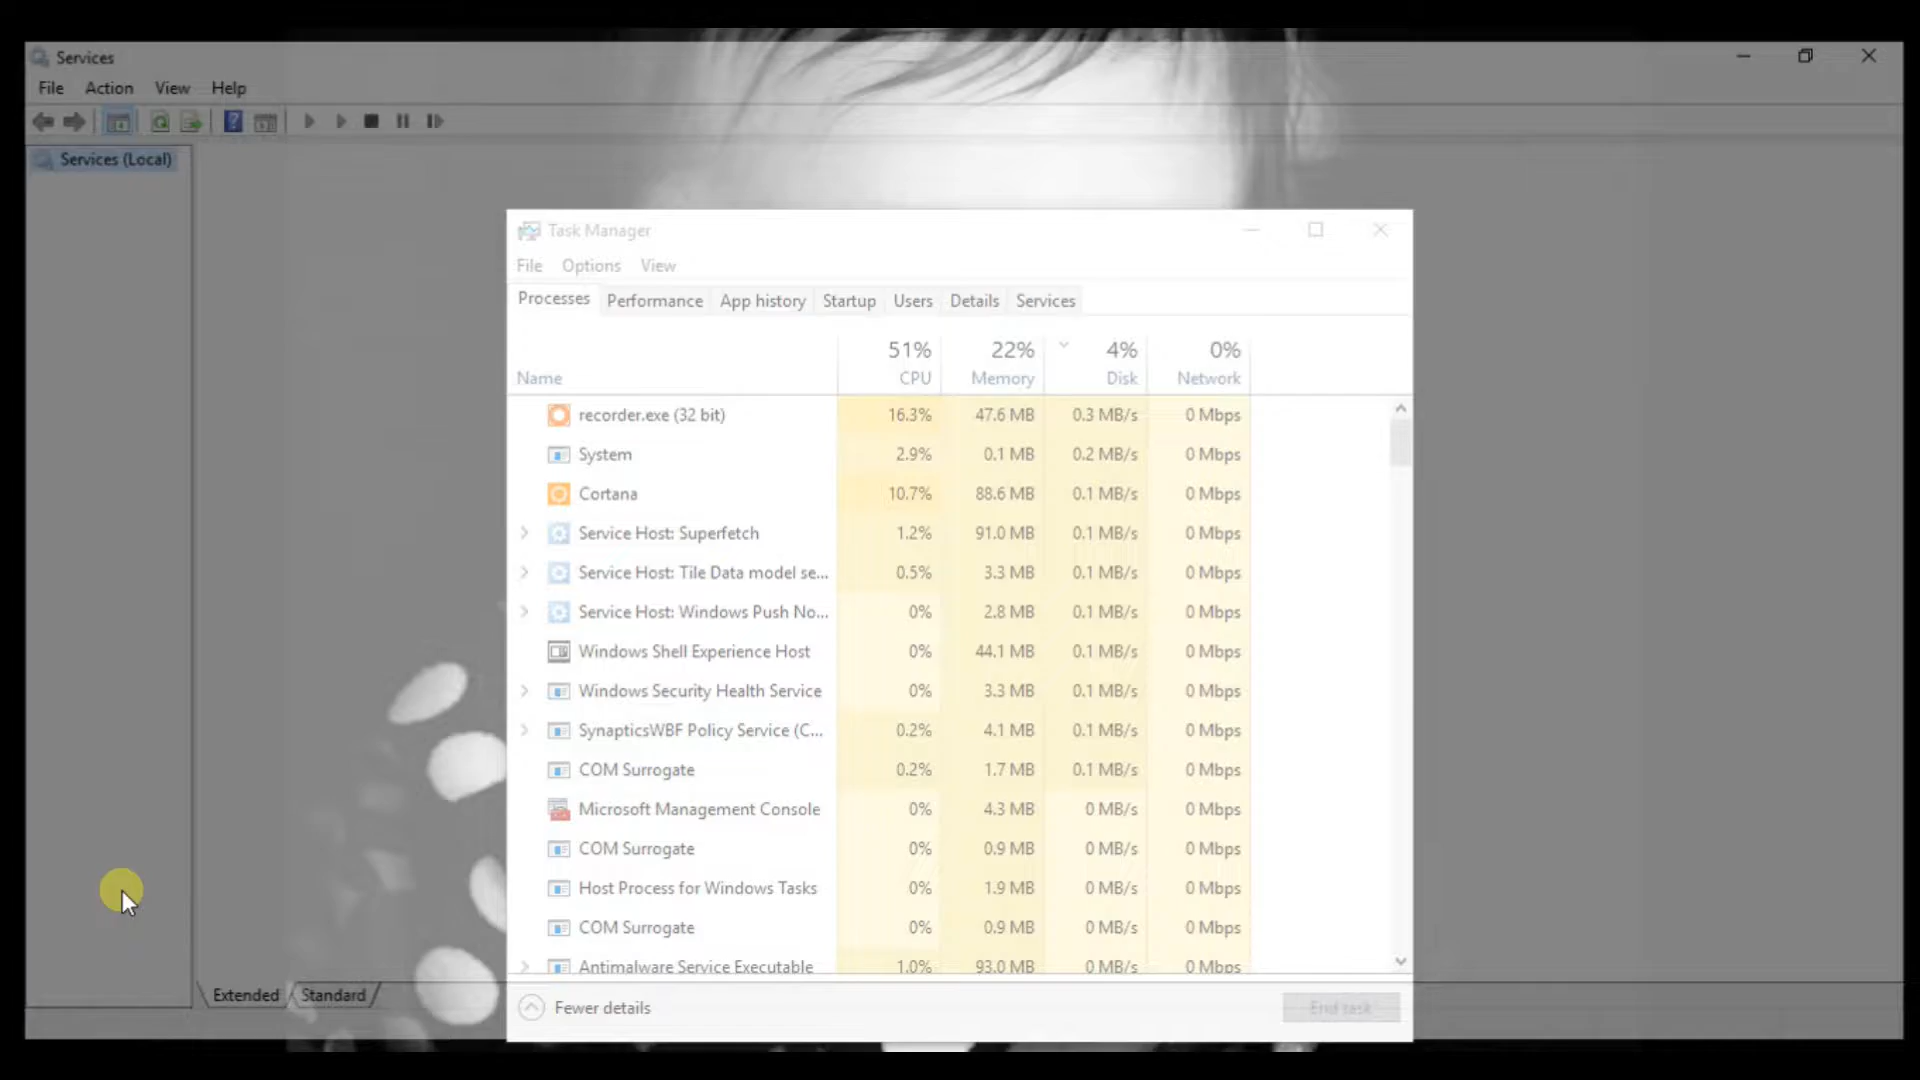 Services
File Action View Help
Services (Local)
Task Manager
File Options View
Processes Performance App history Startup Users Details Services
51% 22% 4% 0%
Name CPU Memory Disk Network
recorder.exe (32 bit) 16.3% 47.6 MB 0.3 MB/s 0 Mbps
System 2.9% 0.1 MB 0.2 MB/s 0 Mbps
Cortana 10.7% 88.6 MB 0.1 MB/s 0 Mbps
Service Host: Superfetch 1.2% 91.0 MB 0.1 MB/s 0 Mbps
Service Host: Tile Data model se... 0.5% 3.3 MB 0.1 MB/s 0 Mbps
Service Host: Windows Push No... 0% 2.8 MB 0.1 MB/s 0 Mbps
Windows Shell Experience Host 0% 44.1 MB 0.1 MB/s 0 Mbps
Windows Security Health Service 0% 3.3 MB 0.1 MB/s 0 Mbps
SynapticsWBF Policy Service (C... 0.2% 4.1 MB 0.1 MB/s 0 Mbps
COM Surrogate 0.2% 1.7 MB 0.1 MB/s 0 Mbps
Microsoft Management Console 0% 4.3 MB 0 MB/s 0 Mbps
COM Surrogate 0% 0.9 MB 0 MB/s 0 Mbps
Host Process for Windows Tasks 0% 1.9 MB 0 MB/s 0 Mbps
COM Surrogate 0% 0.9 MB 0 MB/s 0 Mbps
Antimalware Service Executable 1.0% 93.0 MB 0 MB/s 0 Mbps
Extended Standard
Fewer details End task